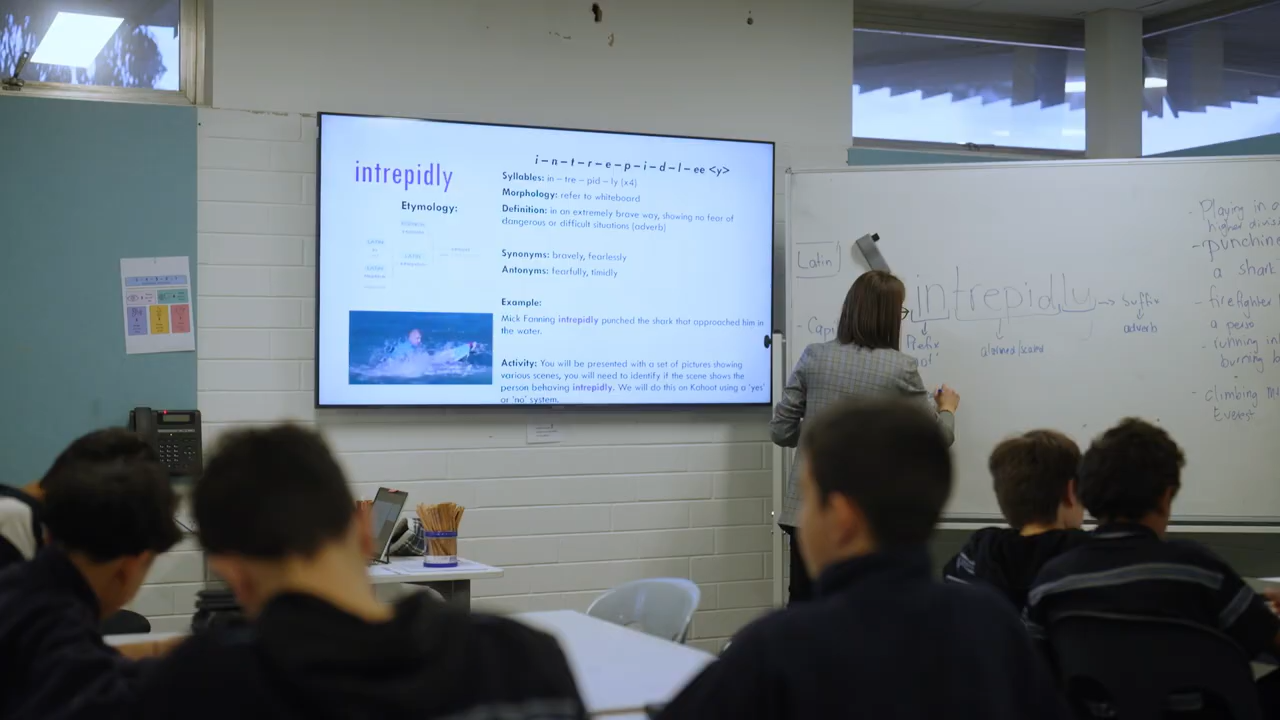 intrepidly
Etymology:
i – n – t – r – e – p – i – d – l – ee <y>
Syllables: in – tre – pid – ly (x4)
Morphology: refer to whiteboard
Definition: in an extremely brave way, showing no fear of
dangerous or difficult situations (adverb)
Synonyms: bravely, fearlessly
Antonyms: fearfully, timidly
Example:
Mick Fanning intrepidly punched the shark that approached him in
the water.
Activity: You will be presented with a set of pictures showing
various scenes, you will need to identify if the scene shows the
person behaving intrepidly. We will do this on Kahoot using a 'yes'
or 'no' system.
Latin
intrepidly → Suffix
adverb
Prefix
alarmed/scared
- Playing in a
higher divis
- punching
a shark
- firefighter
a perso
- running in
burning b
- climbing Mt
Everest